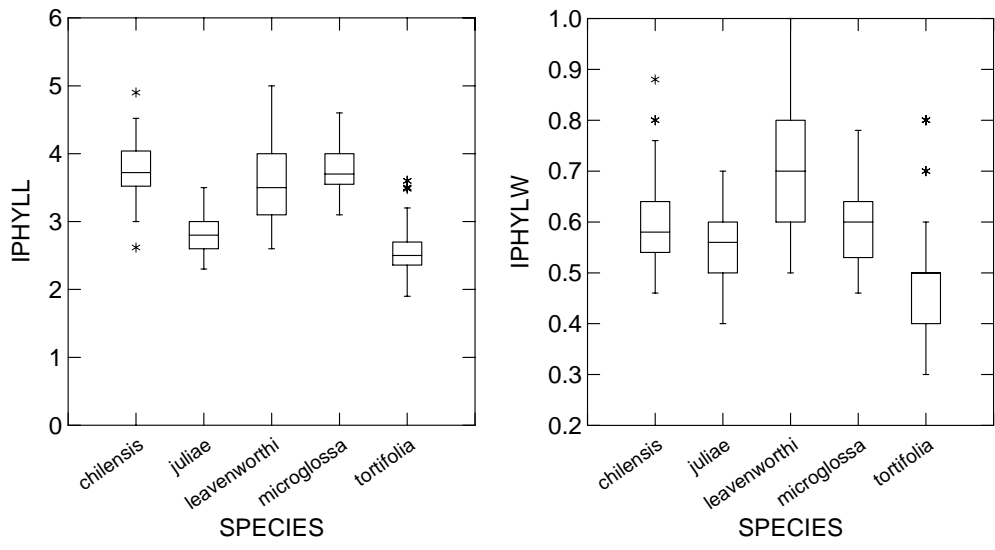 6
5
4
3
2
1
0
IPHYLL
chilensis
juliae
leavenworthi
microglossa
tortifolia
SPECIES
1.0
0.9
0.8
0.7
0.6
0.5
0.4
0.3
0.2
IPHYLW
chilensis
juliae
leavenworthi
microglossa
tortifolia
SPECIES